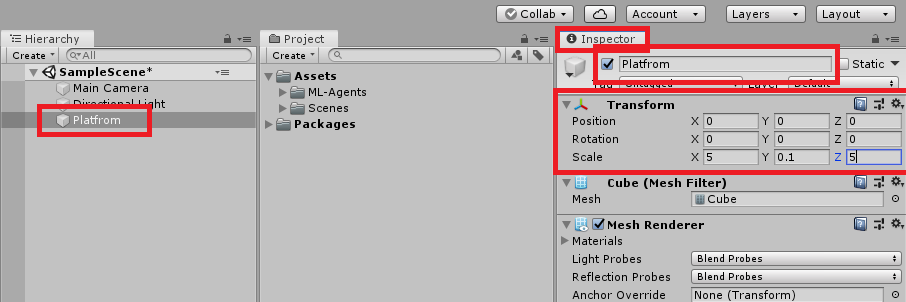 Collab Account Layers Layout
Hierarchy
Create All
SampleScene*
Main Camera
Directional Light
Platfrom
Project
Create
Assets
ML-Agents
Scenes
Packages
Inspector
Platfrom Static
Tag Untagged Layer Default
Transform
Position X 0 Y 0 Z 0
Rotation X 0 Y 0 Z 0
Scale X 5 Y 0.1 Z 5
Cube (Mesh Filter)
Mesh Cube
Mesh Renderer
Materials
Light Probes Blend Probes
Reflection Probes Blend Probes
Anchor Override None (Transform)